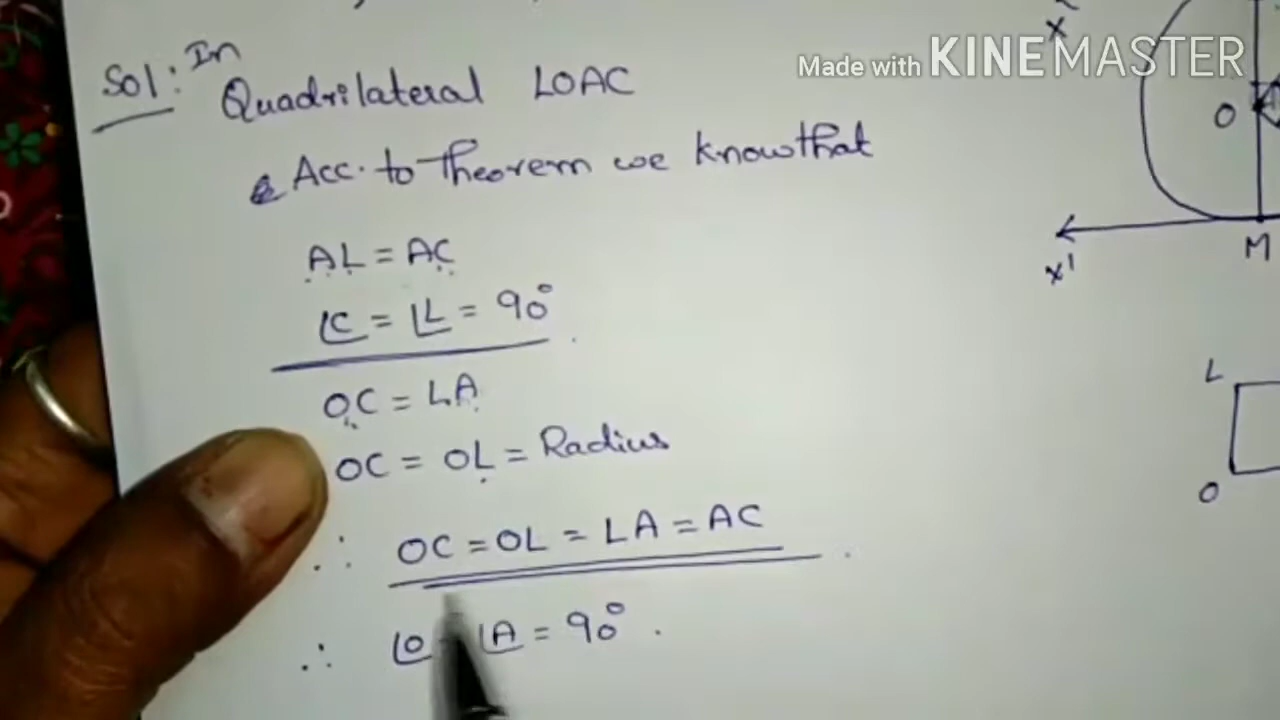 Made with KINEMASTER
Sol: In
Quadrilateral LOAC
Acc. to Theorem we know that
AL = AC
∠C = ∠L = 90°
OC = LA
OC = OL = Radius
∴ OC = OL = LA = AC
∴ ∠O = ∠A = 90°.
X
O
M
X'
L
O